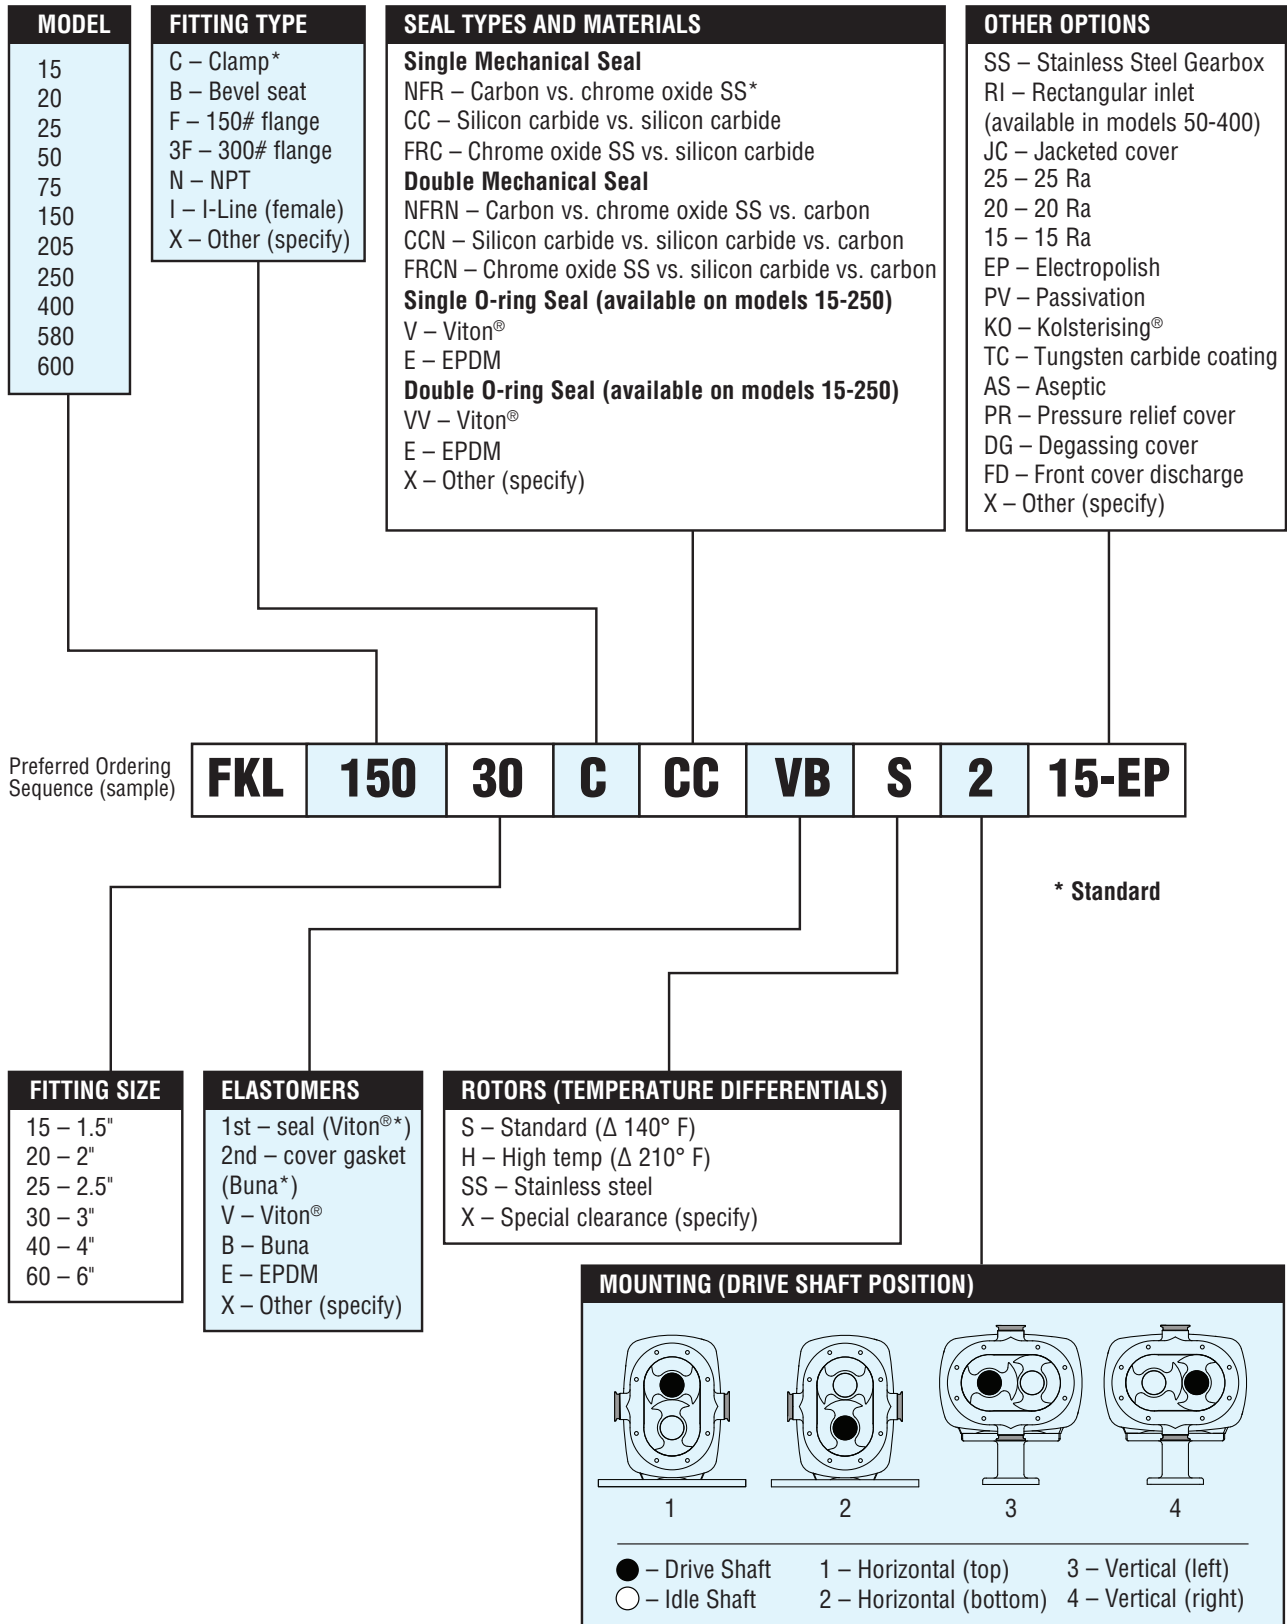 MODEL
15
20
25
50
75
150
205
250
400
580
600
FITTING TYPE
C – Clamp*
B – Bevel seat
F – 150# flange
3F – 300# flange
N – NPT
I – I-Line (female)
X – Other (specify)
SEAL TYPES AND MATERIALS
Single Mechanical Seal
NFR – Carbon vs. chrome oxide SS*
CC – Silicon carbide vs. silicon carbide
FRC – Chrome oxide SS vs. silicon carbide
Double Mechanical Seal
NFRN – Carbon vs. chrome oxide SS vs. carbon
CCN – Silicon carbide vs. silicon carbide vs. carbon
FRCN – Chrome oxide SS vs. silicon carbide vs. carbon
Single O-ring Seal (available on models 15-250)
V – Viton®
E – EPDM
Double O-ring Seal (available on models 15-250)
VV – Viton®
E – EPDM
X – Other (specify)
OTHER OPTIONS
SS – Stainless Steel Gearbox
RI – Rectangular inlet
(available in models 50-400)
JC – Jacketed cover
25 – 25 Ra
20 – 20 Ra
15 – 15 Ra
EP – Electropolish
PV – Passivation
KO – Kolsterising®
TC – Tungsten carbide coating
AS – Aseptic
PR – Pressure relief cover
DG – Degassing cover
FD – Front cover discharge
X – Other (specify)
Preferred Ordering
Sequence (sample)
FKL 150 30 C CC VB S 2 15-EP
* Standard
FITTING SIZE
15 – 1.5"
20 – 2"
25 – 2.5"
30 – 3"
40 – 4"
60 – 6"
ELASTOMERS
1st – seal (Viton®*)
2nd – cover gasket
(Buna*)
V – Viton®
B – Buna
E – EPDM
X – Other (specify)
ROTORS (TEMPERATURE DIFFERENTIALS)
S – Standard (Δ 140° F)
H – High temp (Δ 210° F)
SS – Stainless steel
X – Special clearance (specify)
MOUNTING (DRIVE SHAFT POSITION)
1 2 3 4
– Drive Shaft
– Idle Shaft
1 – Horizontal (top)
2 – Horizontal (bottom)
3 – Vertical (left)
4 – Vertical (right)